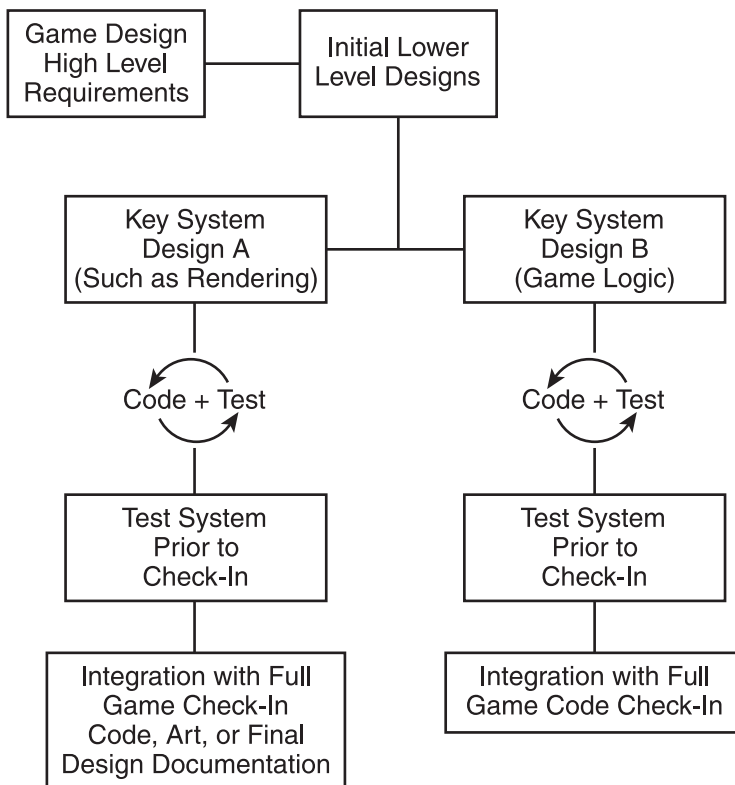 Game Design
High Level
Requirements
Initial Lower
Level Designs
Key System
Design A
(Such as Rendering)
Key System
Design B
(Game Logic)
Code + Test
Code + Test
Test System
Prior to
Check-In
Test System
Prior to
Check-In
Integration with Full
Game Check-In
Code, Art, or Final
Design Documentation
Integration with Full
Game Code Check-In